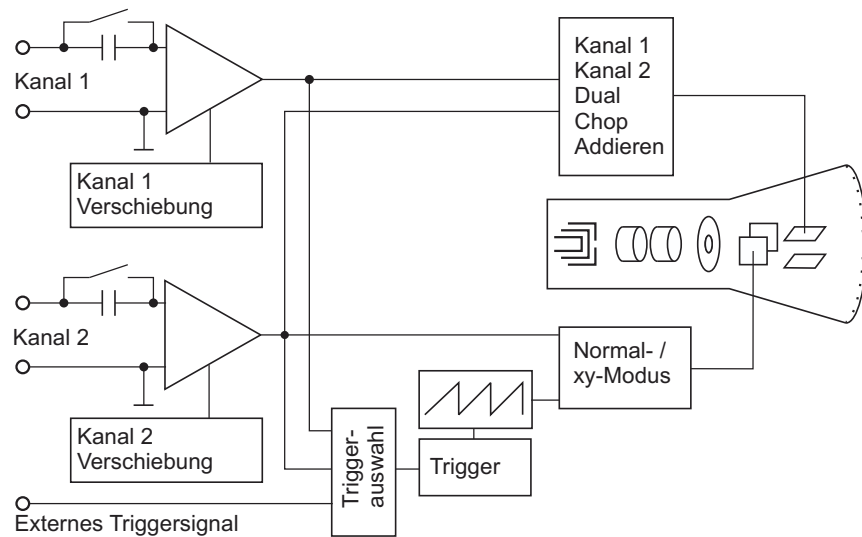 Kanal 1
Kanal 1
Verschiebung
Kanal 1
Kanal 2
Dual
Chop
Addieren
Kanal 2
Kanal 2
Verschiebung
Normal- /
xy-Modus
Trigger-
auswahl
Trigger
Externes Triggersignal